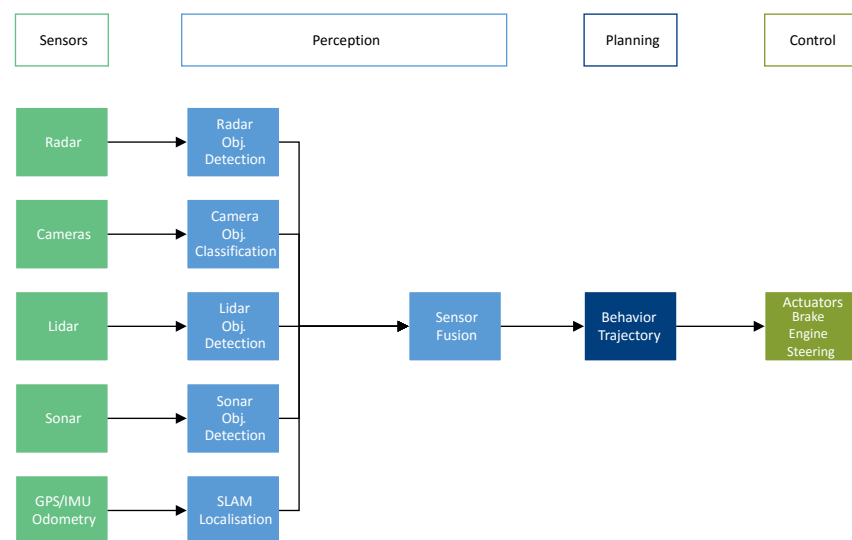 Sensors
Perception
Planning
Control
Radar
Radar
Obj.
Detection
Cameras
Camera
Obj.
Classification
Lidar
Lidar
Obj.
Detection
Sensor
Fusion
Behavior
Trajectory
Actuators
Brake
Engine
Steering
Sonar
Sonar
Obj.
Detection
GPS/IMU
Odometry
SLAM
Localisation